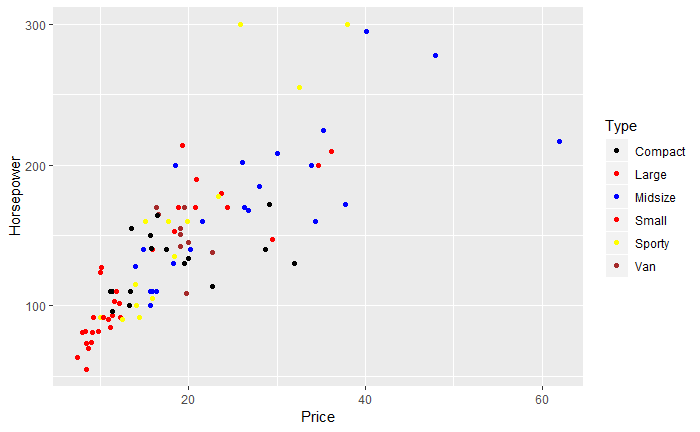 300
200
100
Horsepower
20
40
60
Price
Type
Compact
Large
Midsize
Small
Sporty
Van